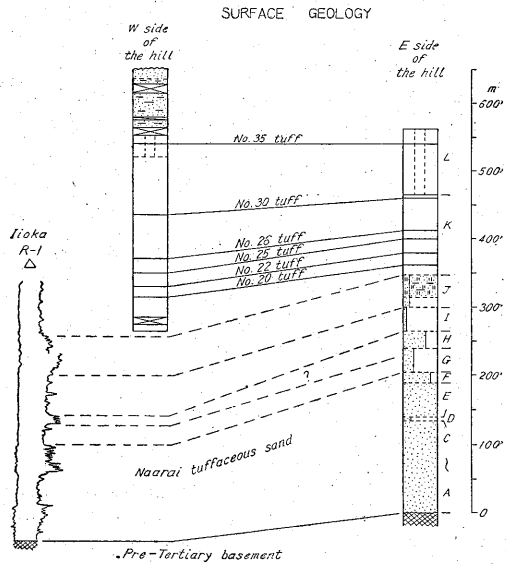 SURFACE GEOLOGY
W side
of
the hill
E side
of
the hill
m
600'
No. 35 tuff
L
500'
No. 30 tuff
K
Iioka
R-1
No. 26 tuff
No. 25 tuff
No. 22 tuff
No. 20 tuff
400'
J
300'
I
H
G
?
F
200'
E
D
C
100'
Naarai tuffaceous sand
A
0
Pre-Tertiary basement